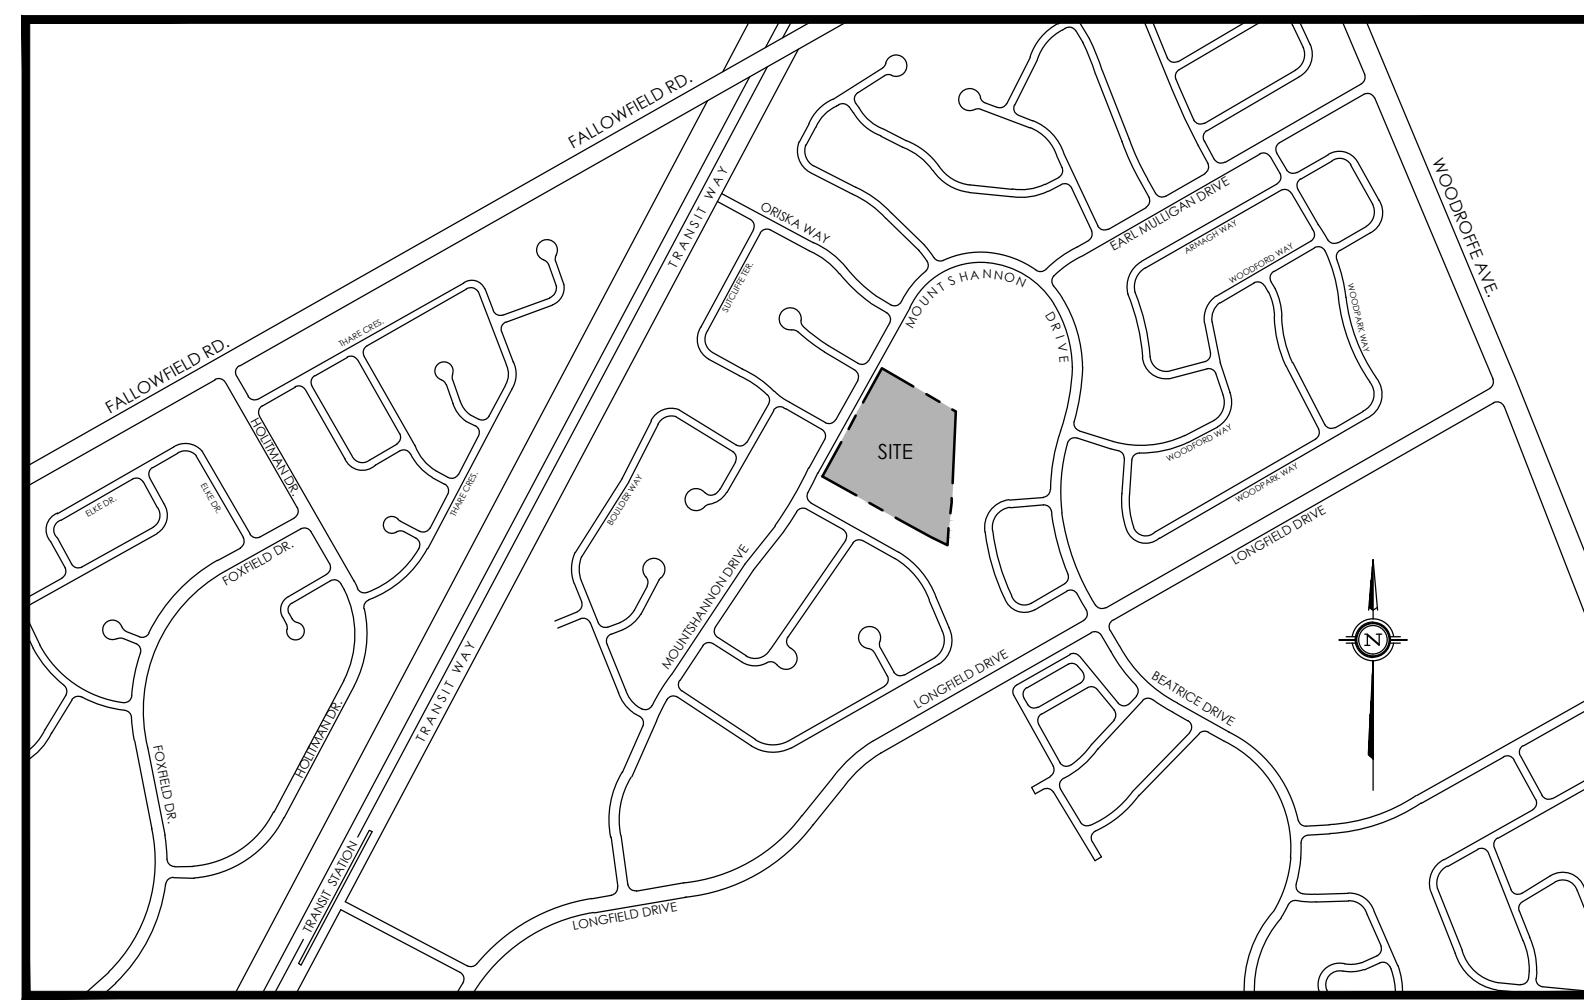 FALLOWFIELD RD.
TRANSIT WAY
ORISKA WAY
EARL MULLIGAN DRIVE
WOODROFFE AVE.
ARMAGH WAY
WOODFORD WAY
WOODPARK WAY
SUTCLIFFE TER.
MOUNT SHANNON
DRIVE
THARE CRES.
FALLOWFIELD RD.
HOLITMAN DR.
SITE
WOODFORD WAY
WOODPARK WAY
LONGFIELD DRIVE
ELKE DR.
ELKE DR.
THARE CRES.
BOULDER WAY
FOXFIELD DR.
MOUNTSHANNON DRIVE
N
TRANSIT WAY
LONGFIELD DRIVE
BEATRICE DRIVE
HOLITMAN DR.
FOXFIELD DR.
TRANSIT STATION
LONGFIELD DRIVE